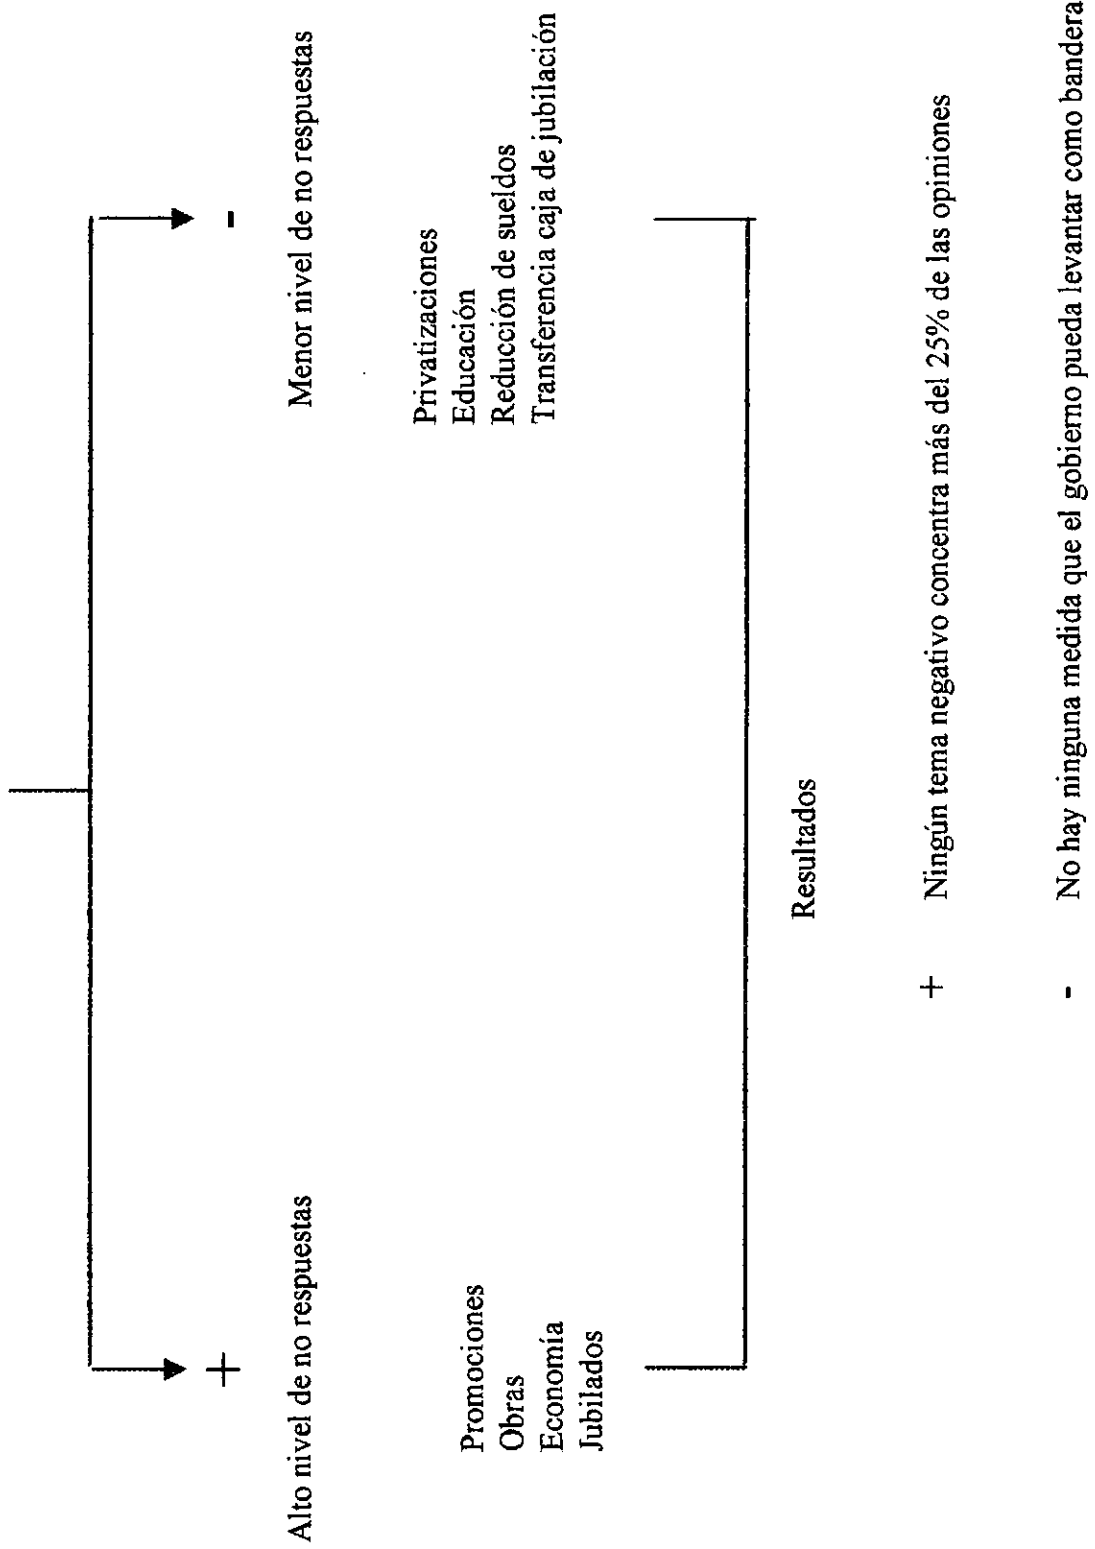 +
Alto nivel de no respuestas
Promociones
Obras
Economía
Jubilados
-
Menor nivel de no respuestas
Privatizaciones
Educación
Reducción de sueldos
Transferencia caja de jubilación
Resultados
+ Ningún tema negativo concentra más del 25% de las opiniones
- No hay ninguna medida que el gobierno pueda levantar como bandera